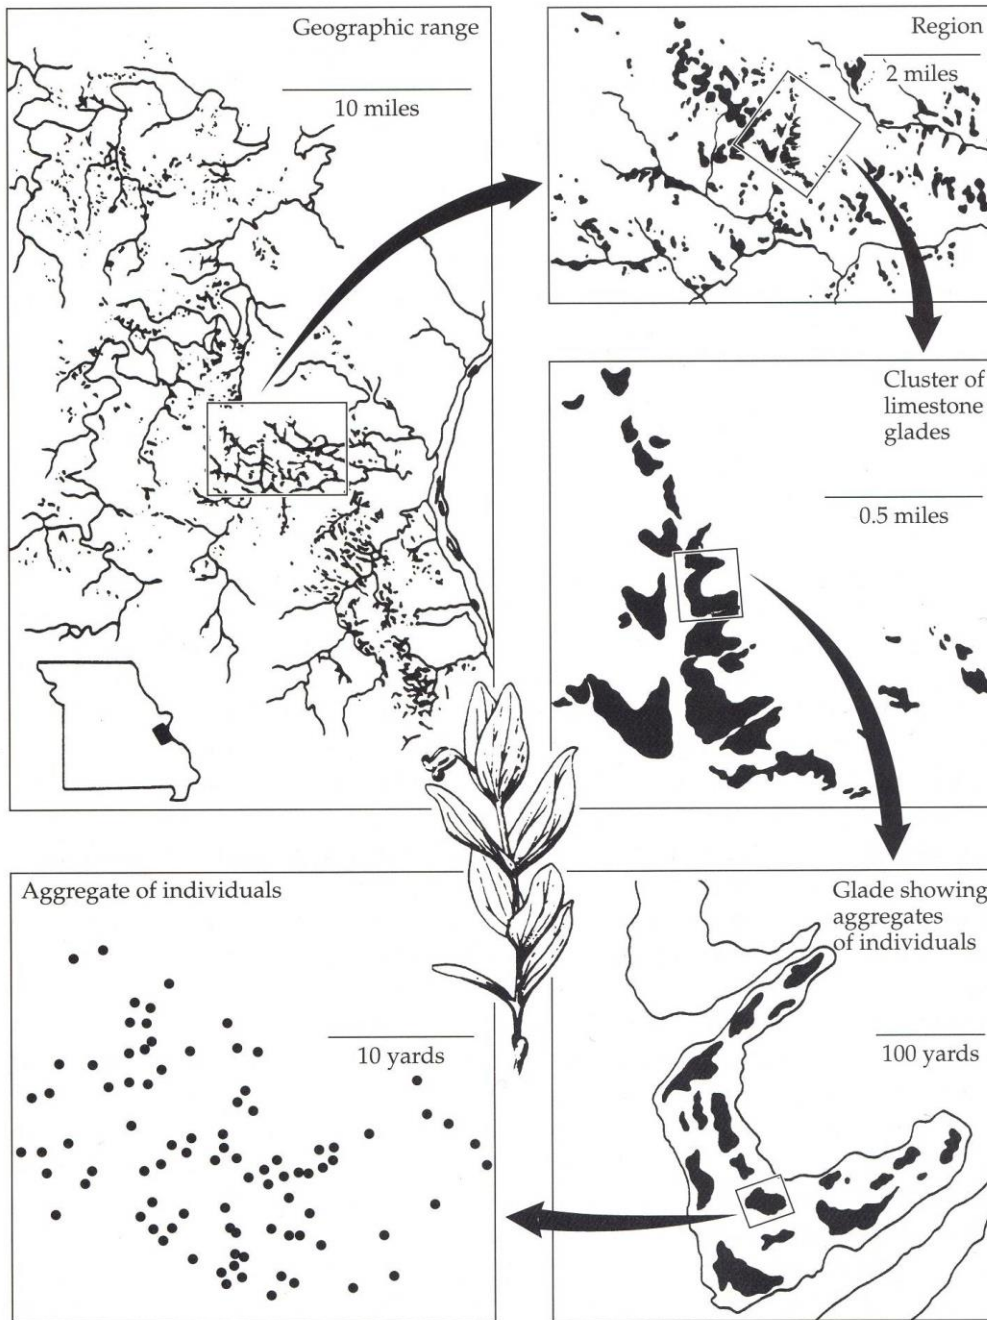 Geographic range
10 miles
Region
2 miles
Cluster of
limestone
glades
0.5 miles
Aggregate of individuals
10 yards
Glade showing
aggregates
of individuals
100 yards